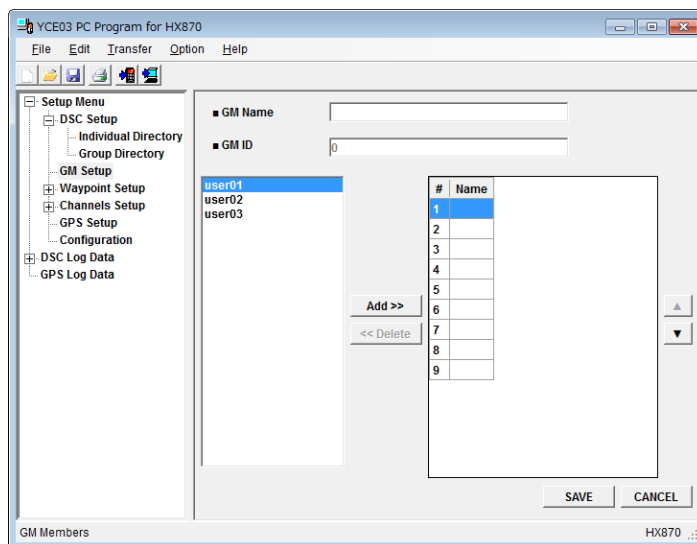 YCE03 PC Program for HX870
File Edit Transfer Option Help
Setup Menu
DSC Setup
Individual Directory
Group Directory
GM Setup
Waypoint Setup
Channels Setup
GPS Setup
Configuration
DSC Log Data
GPS Log Data
■ GM Name
■ GM ID 0
user01
user02
user03
Add >>
<< Delete
# Name
1
2
3
4
5
6
7
8
9
▲
▼
SAVE CANCEL
GM Members HX870